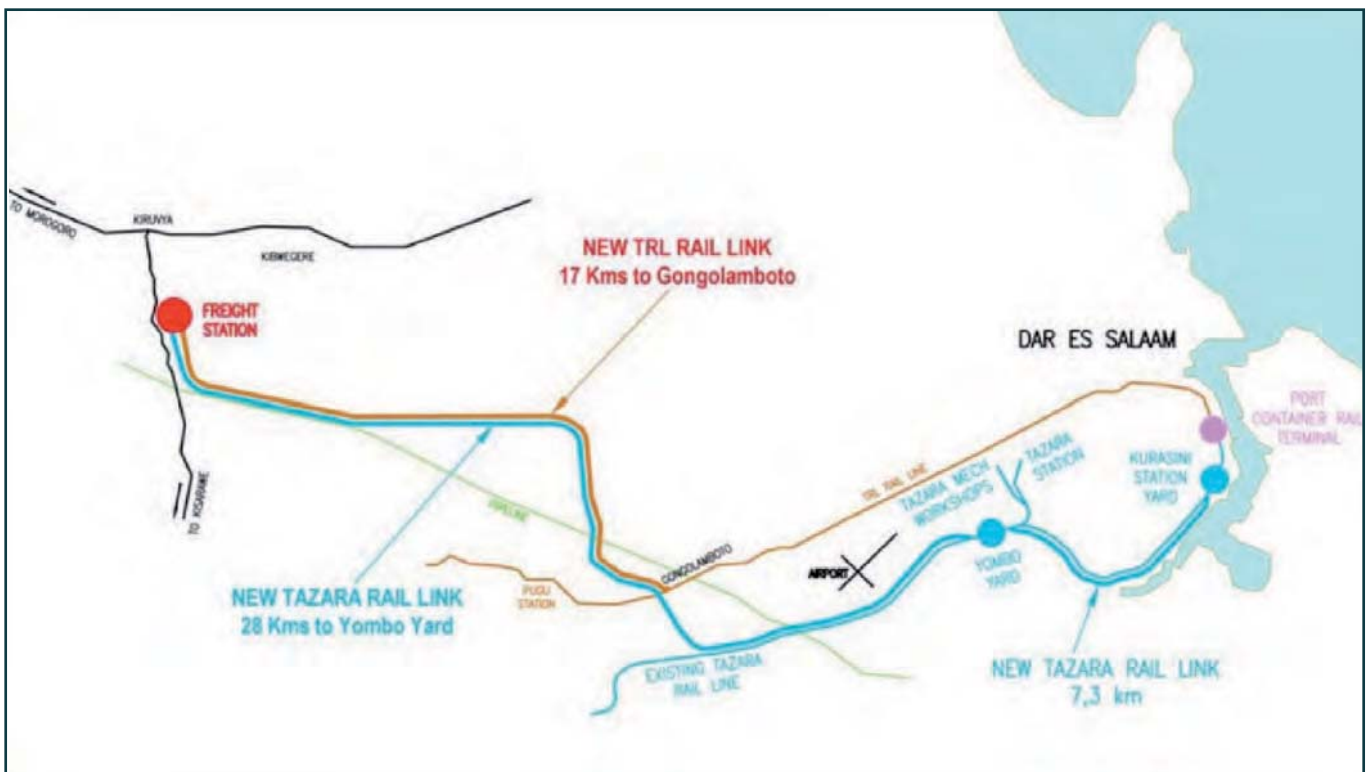 TO MOROGORO
KIRUVYA
KIBWEGERE
NEW TRL RAIL LINK
17 Kms to Gongolamboto
FREIGHT
STATION
DAR ES SALAAM
PORT
CONTAINER RAIL
TERMINAL
KURASINI
STATION
YARD
TRL RAIL LINE
TAZARA MECH
WORKSHOPS
TAZARA
STATION
TO KISARAWE
PIPELINE
GONGOLAMBOTO
AIRPORT
YOMBO
YARD
PUGU
STATION
NEW TAZARA RAIL LINK
28 Kms to Yombo Yard
EXISTING TAZARA
RAIL LINE
NEW TAZARA RAIL LINK
7,3 km